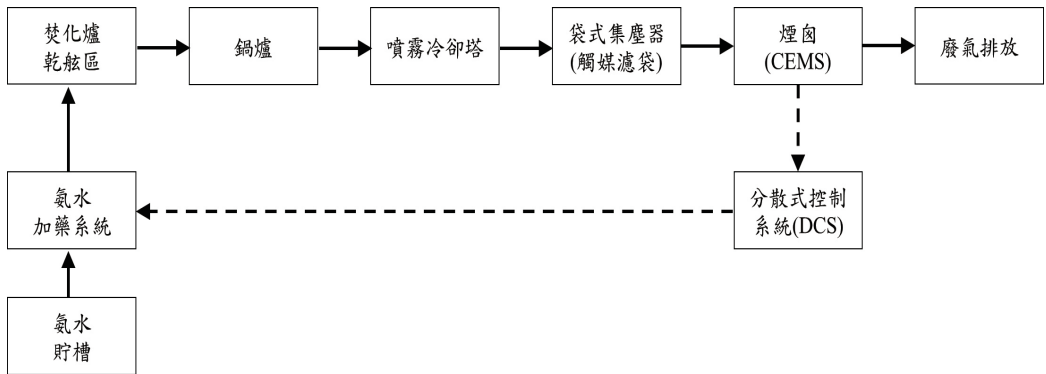 焚化爐
乾舷區
鍋爐
噴霧冷卻塔
袋式集塵器
(觸媒濾袋)
煙囪
(CEMS)
廢氣排放
氨水
加藥系統
分散式控制
系統(DCS)
氨水
貯槽